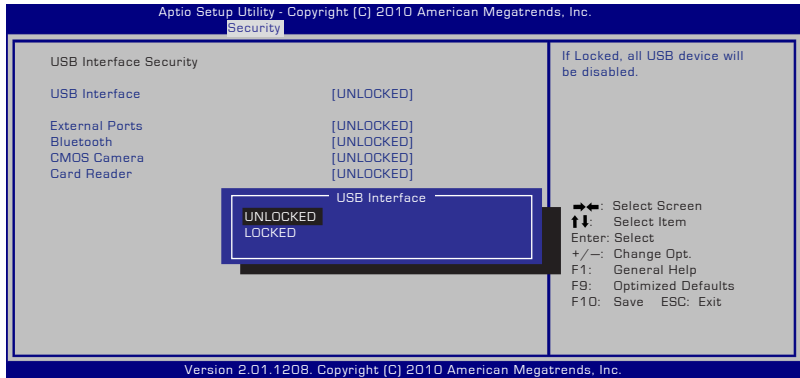 Aptio Setup Utility - Copyright (C) 2010 American Megatrends, Inc.
Security
USB Interface Security
USB Interface [UNLOCKED]
External Ports [UNLOCKED]
Bluetooth [UNLOCKED]
CMOS Camera [UNLOCKED]
Card Reader [UNLOCKED]
USB Interface
UNLOCKED
LOCKED
If Locked, all USB device will
be disabled.
→←: Select Screen
↑↓: Select Item
Enter: Select
+/—: Change Opt.
F1: General Help
F9: Optimized Defaults
F10: Save ESC: Exit
Version 2.01.1208. Copyright (C) 2010 American Megatrends, Inc.